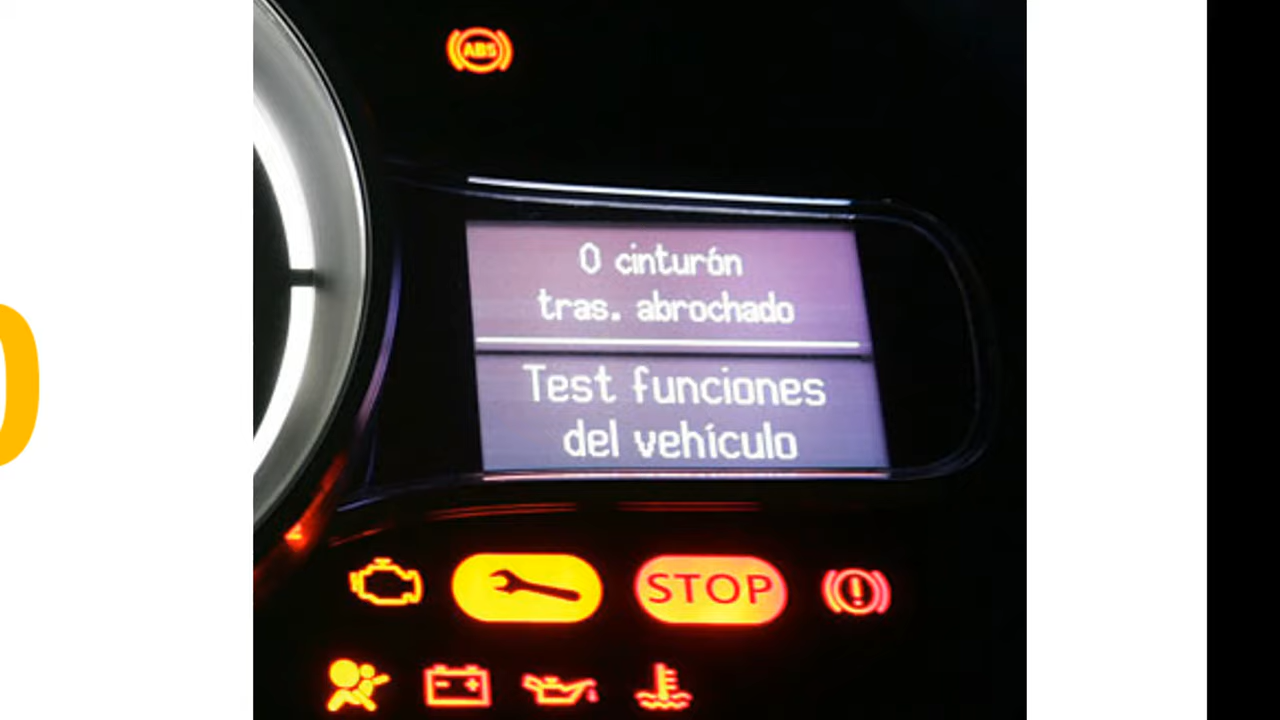 ABS
0 cinturón
tras. abrochado
Test funciones
del vehículo
STOP